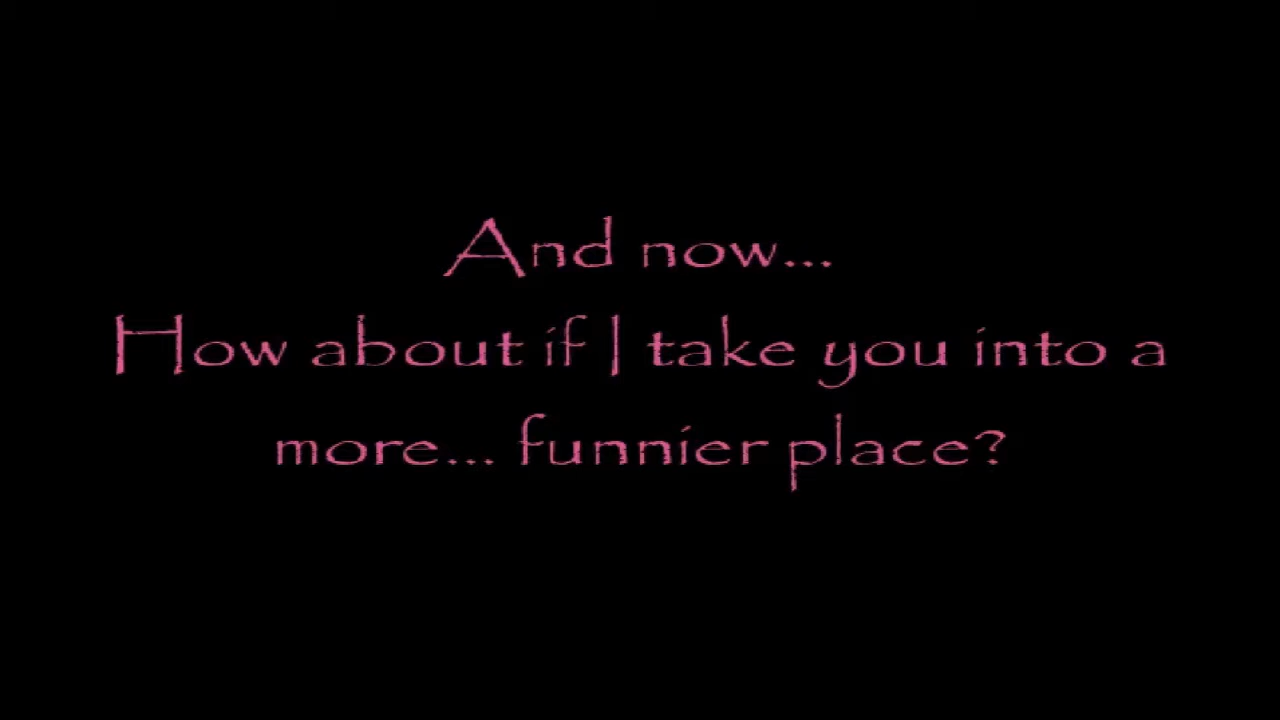 And now...
How about if I take you into a
more... funnier place?